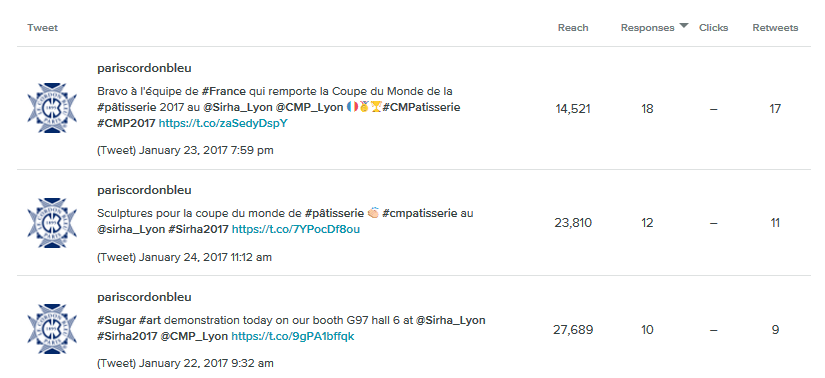 Tweet Reach Responses Clicks Retweets
pariscordonbleu
Bravo à l'équipe de #France qui remporte la Coupe du Monde de la
#pâtisserie 2017 au @Sirha_Lyon @CMP_Lyon 🇫🇷🏅🏆#CMPatisserie
#CMP2017 https://t.co/zaSedyDspY
14,521 18 – 17
(Tweet) January 23, 2017 7:59 pm
pariscordonbleu
Sculptures pour la coupe du monde de #pâtisserie 👏🏻 #cmpatisserie au
@sirha_Lyon #Sirha2017 https://t.co/7YPocDf8ou
23,810 12 – 11
(Tweet) January 24, 2017 11:12 am
pariscordonbleu
#Sugar #art demonstration today on our booth G97 hall 6 at @Sirha_Lyon
#Sirha2017 @CMP_Lyon https://t.co/9gPA1bffqk
27,689 10 – 9
(Tweet) January 22, 2017 9:32 am